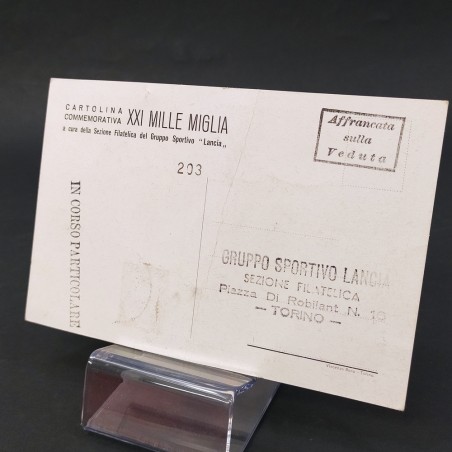 CARTOLINA
COMMEMORATIVA XXI MILLE MIGLIA
a cura della Sezione Filatelica del Gruppo Sportivo "Lancia„
203
Affrancata
sulla
Veduta
IN CORSO PARTICOLARE
GRUPPO SPORTIVO LANCIA
SEZIONE FILATELICA
Piazza Di Robilant N. 10
— TORINO —